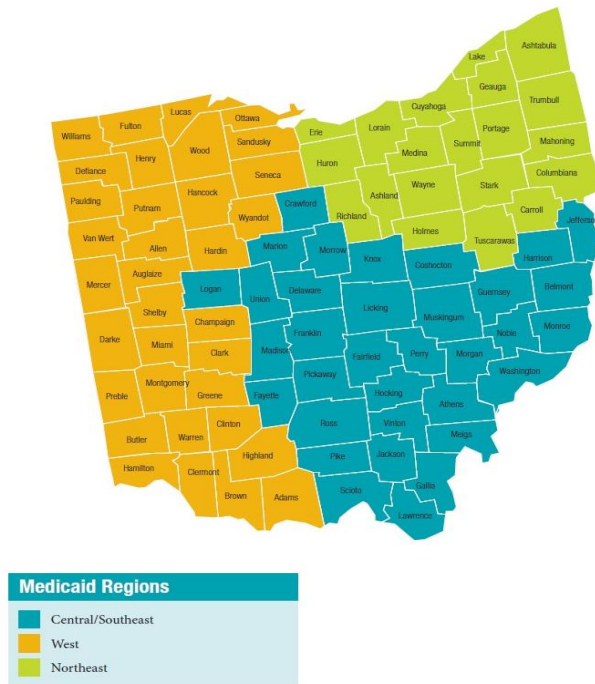 Ashtabula
Lake
Geauga
Cuyahoga
Trumbull
Lucas
Fulton
Williams
Ottawa
Erie
Lorain
Portage
Summit
Mahoning
Medina
Sandusky
Wood
Henry
Defiance
Huron
Seneca
Columbiana
Wayne
Stark
Ashland
Hancock
Paulding
Putnam
Crawford
Wyandot
Richland
Carroll
Jefferso
Holmes
Tuscarawas
Van Wert
Allen
Hardin
Marion
Morrow
Knox
Coshocton
Harrison
Auglaize
Mercer
Logan
Union
Delaware
Guernsey
Belmont
Shelby
Licking
Muskingum
Champaign
Darke
Miami
Clark
Madison
Franklin
Noble
Monroe
Fairfield
Perry
Morgan
Washington
Pickaway
Preble
Montgomery
Greene
Fayette
Hocking
Athens
Clinton
Ross
Vinton
Butler
Warren
Meigs
Highland
Pike
Jackson
Hamilton
Clermont
Brown
Adams
Scioto
Gallia
Lawrence
Medicaid Regions
Central/Southeast
West
Northeast